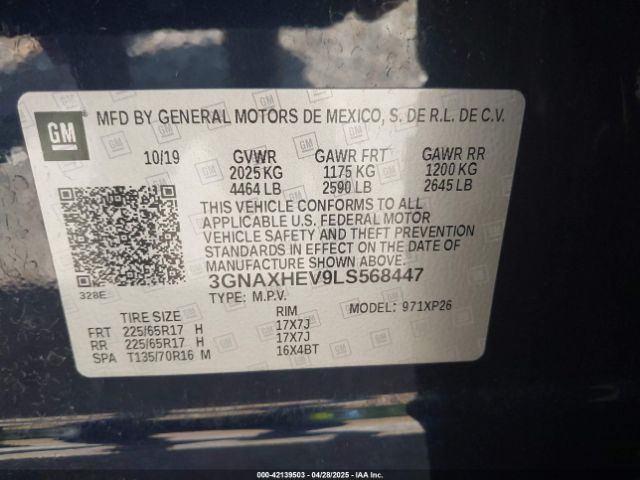 GM
MFD BY GENERAL MOTORS DE MEXICO, S. DE R.L. DE C.V.
10/19 GVWR GAWR FRT GAWR RR
2025 KG 1175 KG 1200 KG
4464 LB 2590 LB 2645 LB
THIS VEHICLE CONFORMS TO ALL
APPLICABLE U.S. FEDERAL MOTOR
VEHICLE SAFETY AND THEFT PREVENTION
STANDARDS IN EFFECT ON THE DATE OF
MANUFACTURE SHOWN ABOVE.
3GNAXHEV9LS568447
328E
TYPE: M.P.V. 971XP26
TIRE SIZE RIM
FRT 225/65R17 H 17X7J
RR 225/65R17 H 17X7J
SPA T135/70R16 M 16X4BT
000-42139503 | 04/28/2025 | IAAI.COM